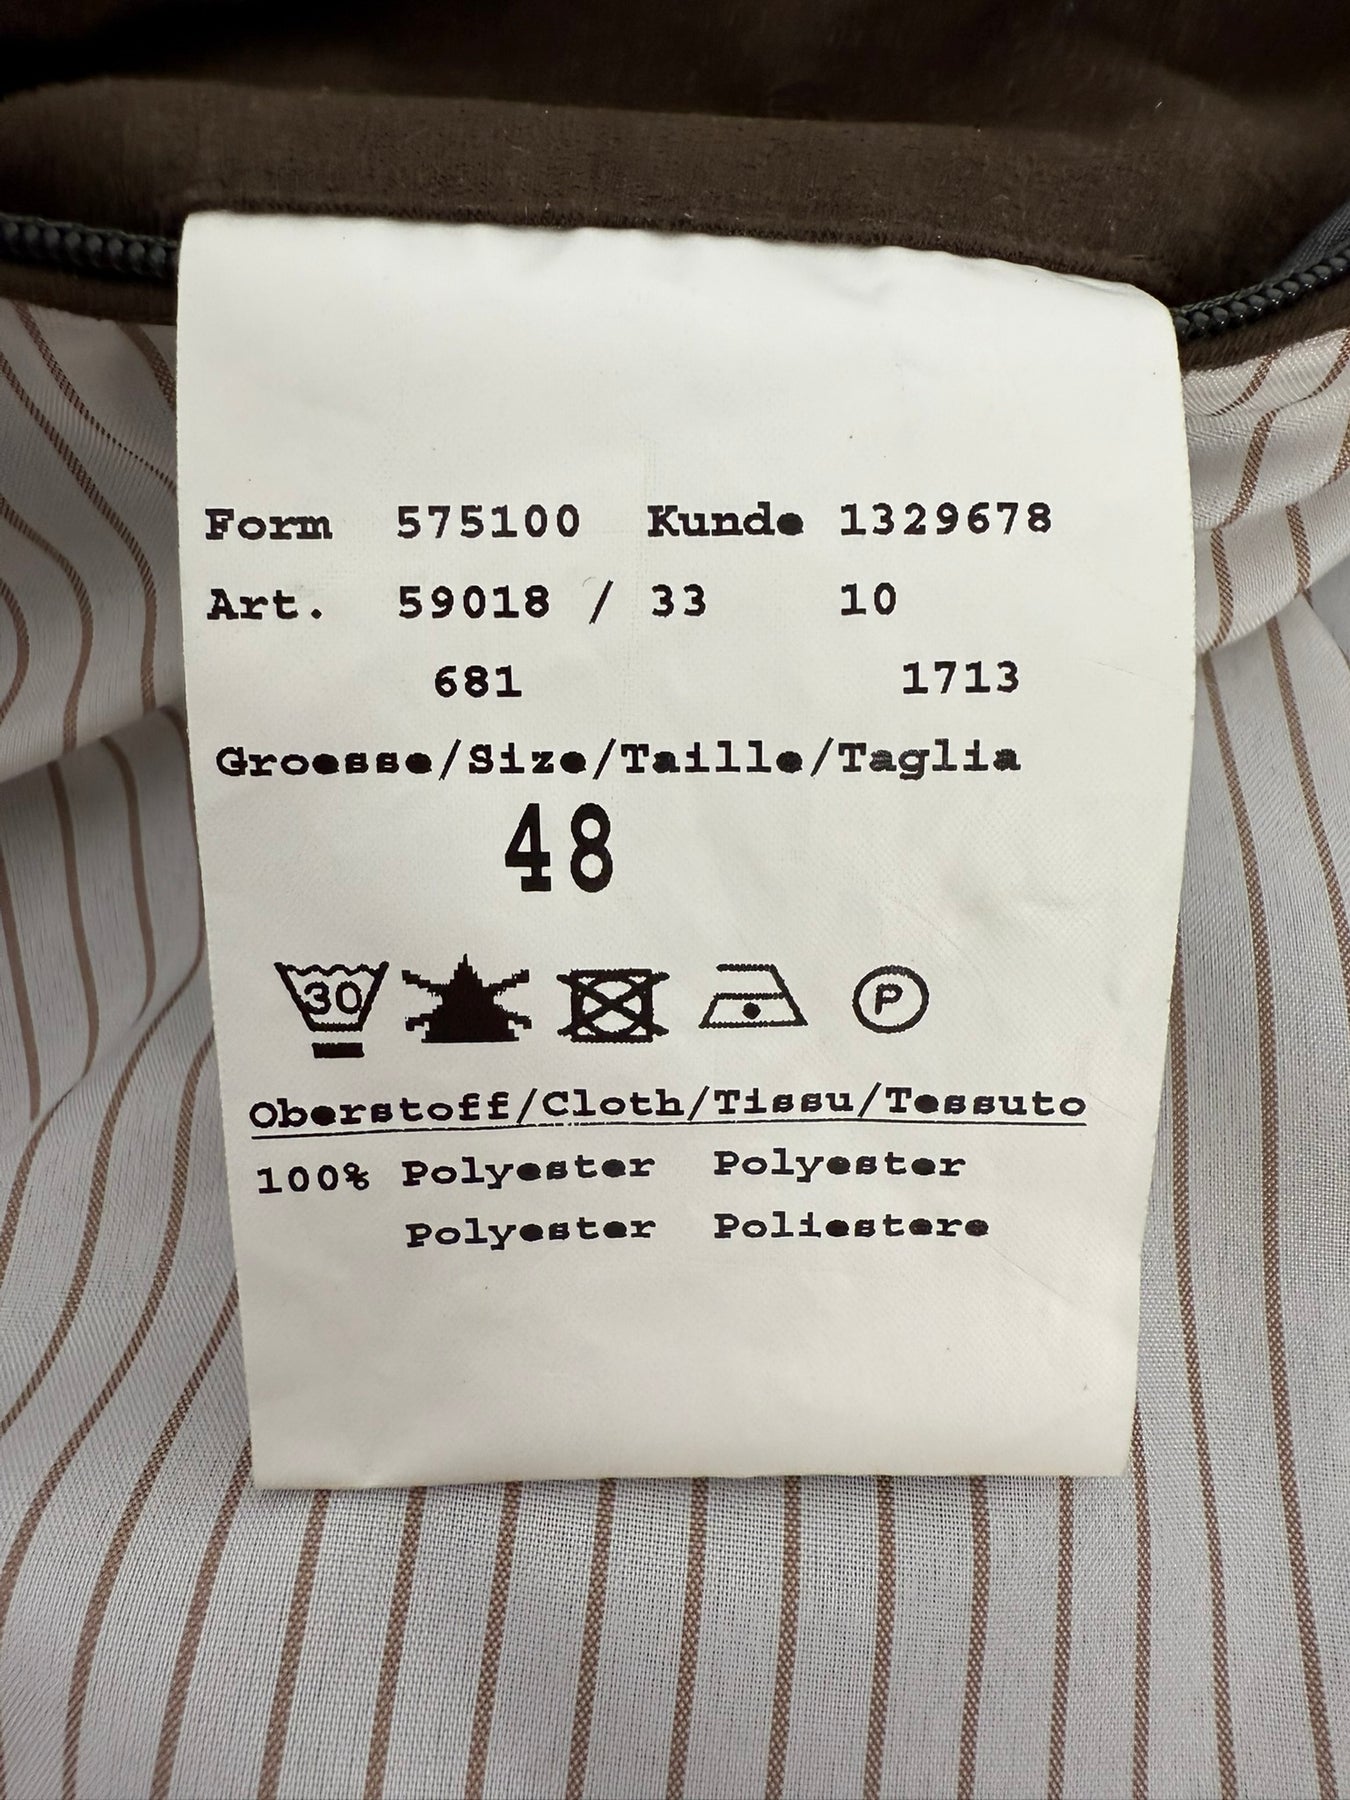 Form 575100 Kunde 1329678
Art. 59018 / 33 10
681 1713
Groesse/Size/Taille/Taglia
48
30 P
Oberstoff/Cloth/Tissu/Tessuto
100% Polyester Polyester
Polyester Poliestere